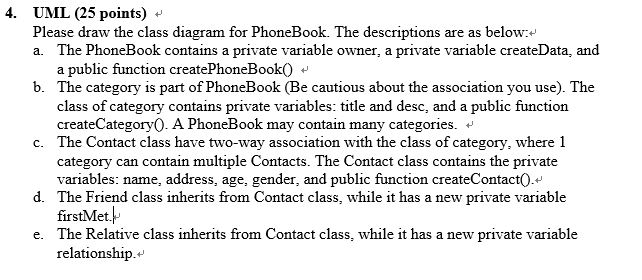 4. UML (25 points)
Please draw the class diagram for PhoneBook. The descriptions are as below:
a. The PhoneBook contains a private variable owner, a private variable createData, and
a public function createPhoneBook()
b. The category is part of PhoneBook (Be cautious about the association you use). The
class of category contains private variables: title and desc, and a public function
createCategory(). A PhoneBook may contain many categories.
c. The Contact class have two-way association with the class of category, where 1
category can contain multiple Contacts. The Contact class contains the private
variables: name, address, age, gender, and public function createContact().
d. The Friend class inherits from Contact class, while it has a new private variable
firstMet.
e. The Relative class inherits from Contact class, while it has a new private variable
relationship.